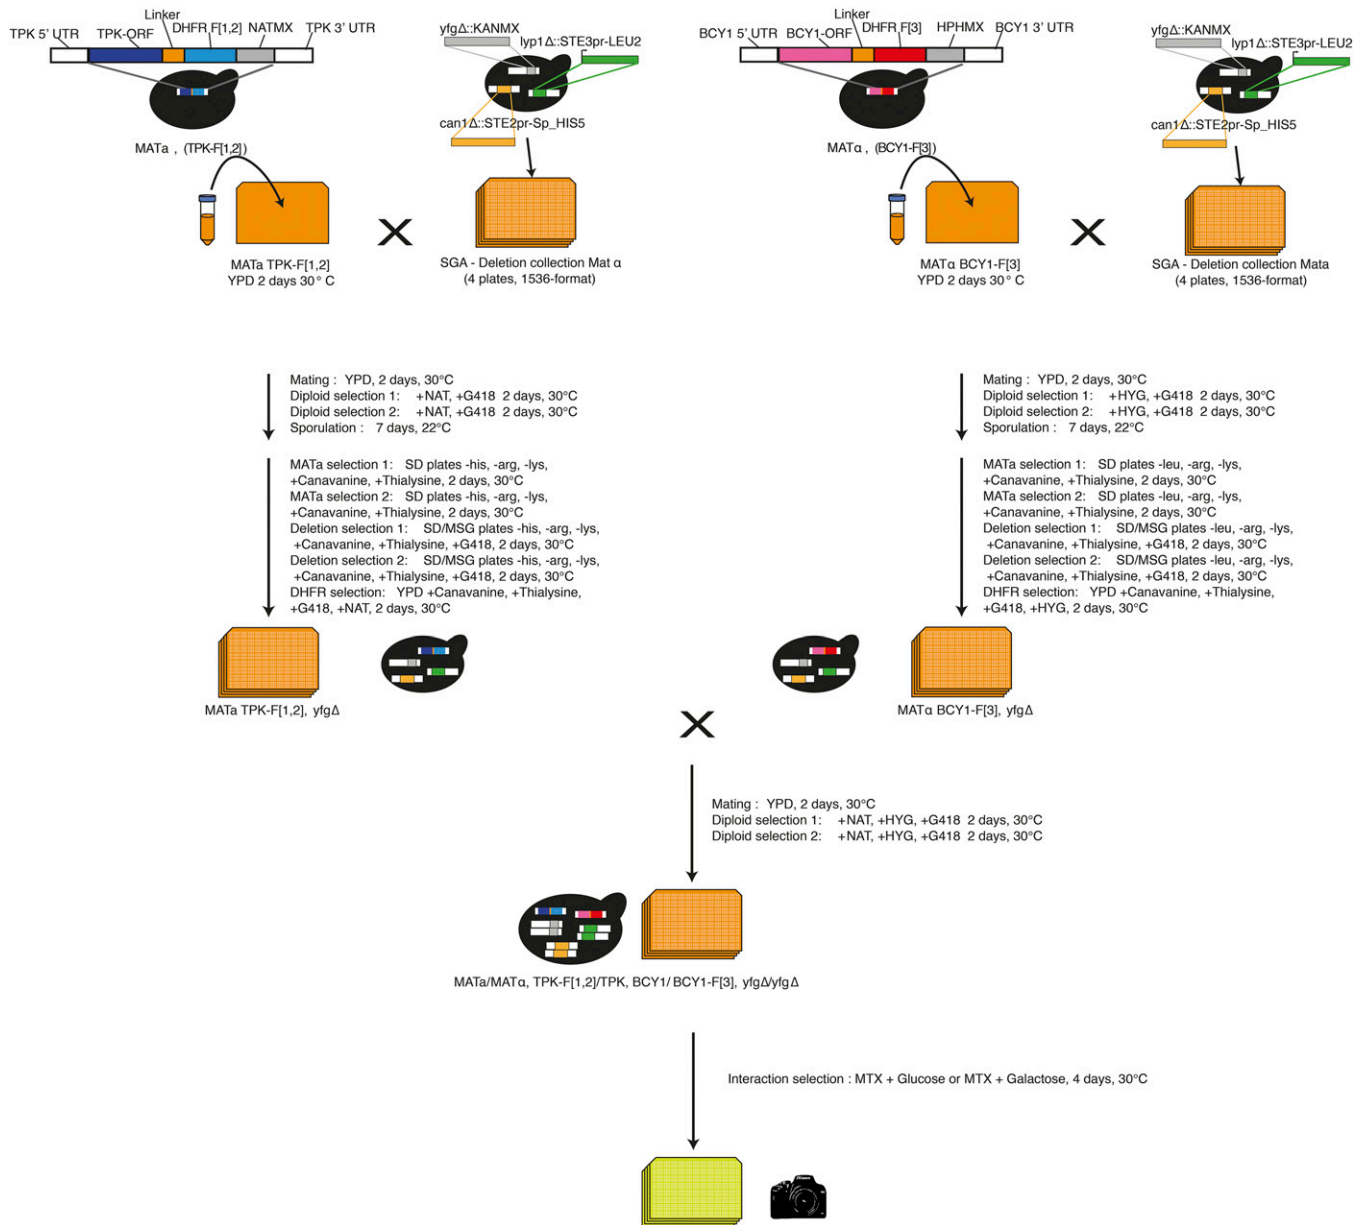 TPK 5' UTR
TPK-ORF
Linker
DHFR F[1,2]
NATMX
TPK 3' UTR
MATa , (TPK-F[1,2])
yfgΔ::KANMX
lyp1Δ::STE3pr-LEU2
can1Δ::STE2pr-Sp_HIS5
BCY1 5' UTR
BCY1-ORF
Linker
DHFR F[3]
HPHMX
BCY1 3' UTR
MATα , (BCY1-F[3])
yfgΔ::KANMX
lyp1Δ::STE3pr-LEU2
can1Δ::STE2pr-Sp_HIS5
MATa TPK-F[1,2]
YPD 2 days 30° C
X
SGA - Deletion collection Mat α
(4 plates, 1536-format)
MATα BCY1-F[3]
YPD 2 days 30° C
X
SGA - Deletion collection Mata
(4 plates, 1536-format)
Mating : YPD, 2 days, 30°C
Diploid selection 1: +NAT, +G418 2 days, 30°C
Diploid selection 2: +NAT, +G418 2 days, 30°C
Sporulation : 7 days, 22°C
MATa selection 1: SD plates -his, -arg, -lys,
+Canavanine, +Thialysine, 2 days, 30°C
MATa selection 2: SD plates -his, -arg, -lys,
+Canavanine, +Thialysine, 2 days, 30°C
Deletion selection 1: SD/MSG plates -his, -arg, -lys,
+Canavanine, +Thialysine, +G418, 2 days, 30°C
Deletion selection 2: SD/MSG plates -his, -arg, -lys,
+Canavanine, +Thialysine, +G418, 2 days, 30°C
DHFR selection: YPD +Canavanine, +Thialysine,
+G418, +NAT, 2 days, 30°C
Mating : YPD, 2 days, 30°C
Diploid selection 1: +HYG, +G418 2 days, 30°C
Diploid selection 2: +HYG, +G418 2 days, 30°C
Sporulation : 7 days, 22°C
MATa selection 1: SD plates -leu, -arg, -lys,
+Canavanine, +Thialysine, 2 days, 30°C
MATa selection 2: SD plates -leu, -arg, -lys,
+Canavanine, +Thialysine, 2 days, 30°C
Deletion selection 1: SD/MSG plates -leu, -arg, -lys,
+Canavanine, +Thialysine, +G418, 2 days, 30°C
Deletion selection 2: SD/MSG plates -leu, -arg, -lys,
+Canavanine, +Thialysine, +G418, 2 days, 30°C
DHFR selection: YPD +Canavanine, +Thialysine,
+G418, +HYG, 2 days, 30°C
MATa TPK-F[1,2], yfgΔ
X
MATα BCY1-F[3], yfgΔ
Mating : YPD, 2 days, 30°C
Diploid selection 1: +NAT, +HYG, +G418 2 days, 30°C
Diploid selection 2: +NAT, +HYG, +G418 2 days, 30°C
MATa/MATα, TPK-F[1,2]/TPK, BCY1/ BCY1-F[3], yfgΔ/yfgΔ
Interaction selection : MTX + Glucose or MTX + Galactose, 4 days, 30°C